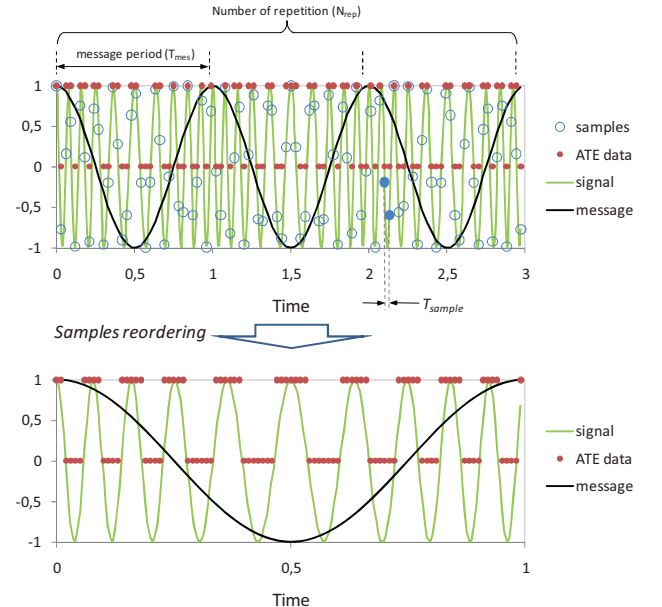 Number of repetition (Nrep)
message period (Tmes)
1
0,5
0
-0,5
-1
0 0,5 1 1,5 2 2,5 3
Time
samples
ATE data
signal
message
Tsample
Samples reordering
1
0,5
0
-0,5
-1
0 0,5 1
Time
signal
ATE data
message